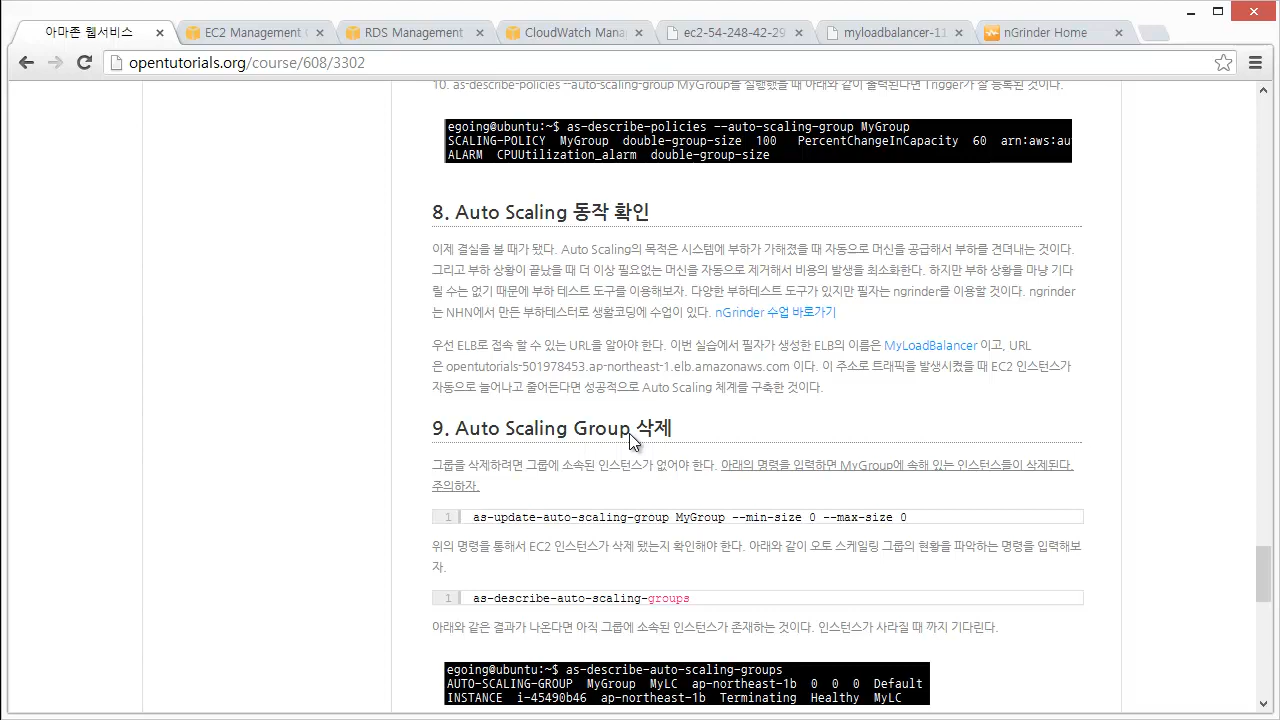 아마존 웹서비스
EC2 Management
RDS Management
CloudWatch Mana
ec2-54-248-42-29
myloadbalancer-11
nGrinder Home
opentutorials.org/course/608/3302
10. as-describe-policies --auto-scaling-group MyGroup를 실행했을 때 아래와 같이 출력된다면 Trigger가 잘 등록된 것이다.
egoing@ubuntu:~$ as-describe-policies --auto-scaling-group MyGroup
SCALING-POLICY MyGroup double-group-size 100 PercentChangeInCapacity 60 arn:aws:au
ALARM CPUUtilization_alarm double-group-size
8. Auto Scaling 동작 확인
이제 결실을 볼 때가 됐다. Auto Scaling의 목적은 시스템에 부하가 가해졌을 때 자동으로 머신을 공급해서 부하를 견뎌내는 것이다.
그리고 부하 상황이 끝났을 때 더 이상 필요없는 머신을 자동으로 제거해서 비용의 발생을 최소화한다. 하지만 부하 상황을 마냥 기다
릴 수는 없기 때문에 부하 테스트 도구를 이용해보자. 다양한 부하테스트 도구가 있지만 필자는 ngrinder를 이용할 것이다. ngrinder
는 NHN에서 만든 부하테스터로 생활코딩에 수업이 있다. nGrinder 수업 바로가기
우선 ELB로 접속 할 수 있는 URL을 알아야 한다. 이번 실습에서 필자가 생성한 ELB의 이름은 MyLoadBalancer 이고, URL
은 opentutorials-501978453.ap-northeast-1.elb.amazonaws.com 이다. 이 주소로 트래픽을 발생시켰을 때 EC2 인스턴스가
자동으로 늘어나고 줄어든다면 성공적으로 Auto Scaling 체계를 구축한 것이다.
9. Auto Scaling Group 삭제
그룹을 삭제하려면 그룹에 소속된 인스턴스가 없어야 한다. 아래의 명령을 입력하면 MyGroup에 속해 있는 인스턴스들이 삭제된다.
주의하자.
1 as-update-auto-scaling-group MyGroup --min-size 0 --max-size 0
위의 명령을 통해서 EC2 인스턴스가 삭제 됐는지 확인해야 한다. 아래와 같이 오토 스케일링 그룹의 현황을 파악하는 명령을 입력해보
자.
1 as-describe-auto-scaling-groups
아래와 같은 결과가 나온다면 아직 그룹에 소속된 인스턴스가 존재하는 것이다. 인스턴스가 사라질 때 까지 기다린다.
egoing@ubuntu:~$ as-describe-auto-scaling-groups
AUTO-SCALING-GROUP MyGroup MyLC ap-northeast-1b 0 0 0 Default
INSTANCE i-45490b46 ap-northeast-1b Terminating Healthy MyLC